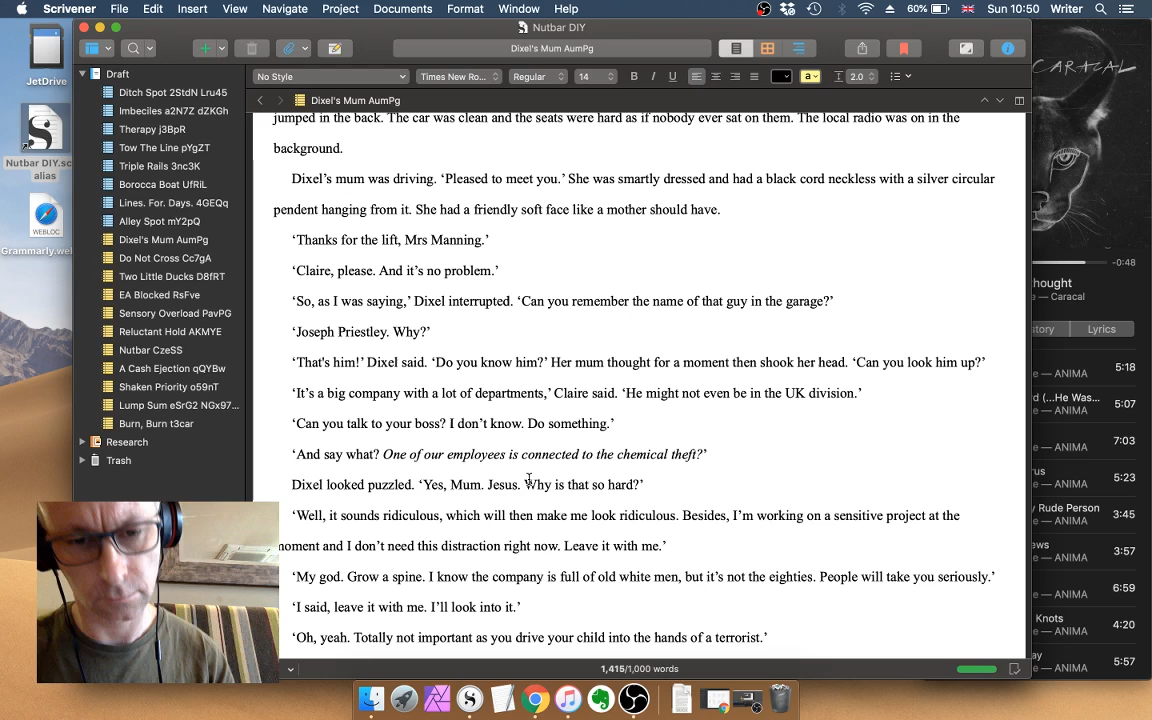 Scrivener File Edit Insert View Navigate Project Documents Format Window Help 60% Sun 10:50 Writer
Nutbar DIY
Dixel's Mum AumPg
No Style Times New Ro... Regular 14 B I U a 2.0
Dixel's Mum AumPg
JetDrive
Nutbar DIY.sc
alias
WEBLOC
Grammarly.we
Draft
Ditch Spot 2StdN Lru45
Imbeciles a2N7Z dZKGh
Therapy j3BpR
Tow The Line pYgZT
Triple Rails 3nc3K
Borocca Boat UfRiL
Lines. For. Days. 4GEQq
Alley Spot mY2pQ
Dixel's Mum AumPg
Do Not Cross Cc7gA
Two Little Ducks D8fRT
EA Blocked RsFve
Sensory Overload PavPG
Reluctant Hold AKMYE
Nutbar CzeSS
A Cash Ejection qQYBw
Shaken Priority o59nT
Lump Sum eSrG2 NGx97...
Burn, Burn t3car
Research
Trash
jumped in the back. The car was clean and the seats were hard as if nobody ever sat on them. The local radio was on in the
background.
Dixel’s mum was driving. ‘Pleased to meet you.’ She was smartly dressed and had a black cord neckless with a silver circular
pendent hanging from it. She had a friendly soft face like a mother should have.
‘Thanks for the lift, Mrs Manning.’
‘Claire, please. And it’s no problem.’
‘So, as I was saying,’ Dixel interrupted. ‘Can you remember the name of that guy in the garage?’
‘Joseph Priestley. Why?’
‘That's him!’ Dixel said. ‘Do you know him?’ Her mum thought for a moment then shook her head. ‘Can you look him up?’
‘It’s a big company with a lot of departments,’ Claire said. ‘He might not even be in the UK division.’
‘Can you talk to your boss? I don’t know. Do something.’
‘And say what? One of our employees is connected to the chemical theft?’
Dixel looked puzzled. ‘Yes, Mum. Jesus. Why is that so hard?’
‘Well, it sounds ridiculous, which will then make me look ridiculous. Besides, I’m working on a sensitive project at the
moment and I don’t need this distraction right now. Leave it with me.’
‘My god. Grow a spine. I know the company is full of old white men, but it’s not the eighties. People will take you seriously.’
‘I said, leave it with me. I’ll look into it.’
‘Oh, yeah. Totally not important as you drive your child into the hands of a terrorist.’
1,415/1,000 words
CARACAL
-0:48
hought
— Caracal
tory Lyrics
e — ANIMA 5:18
rd (...He Was...
e — ANIMA 5:07
e — ANIMA 7:03
rus
e — ANIMA 5:23
y Rude Person
e — ANIMA 3:45
ews
e — ANIMA 3:57
e — ANIMA 6:59
Knots
e — ANIMA 4:20
ay
e — ANIMA 5:57